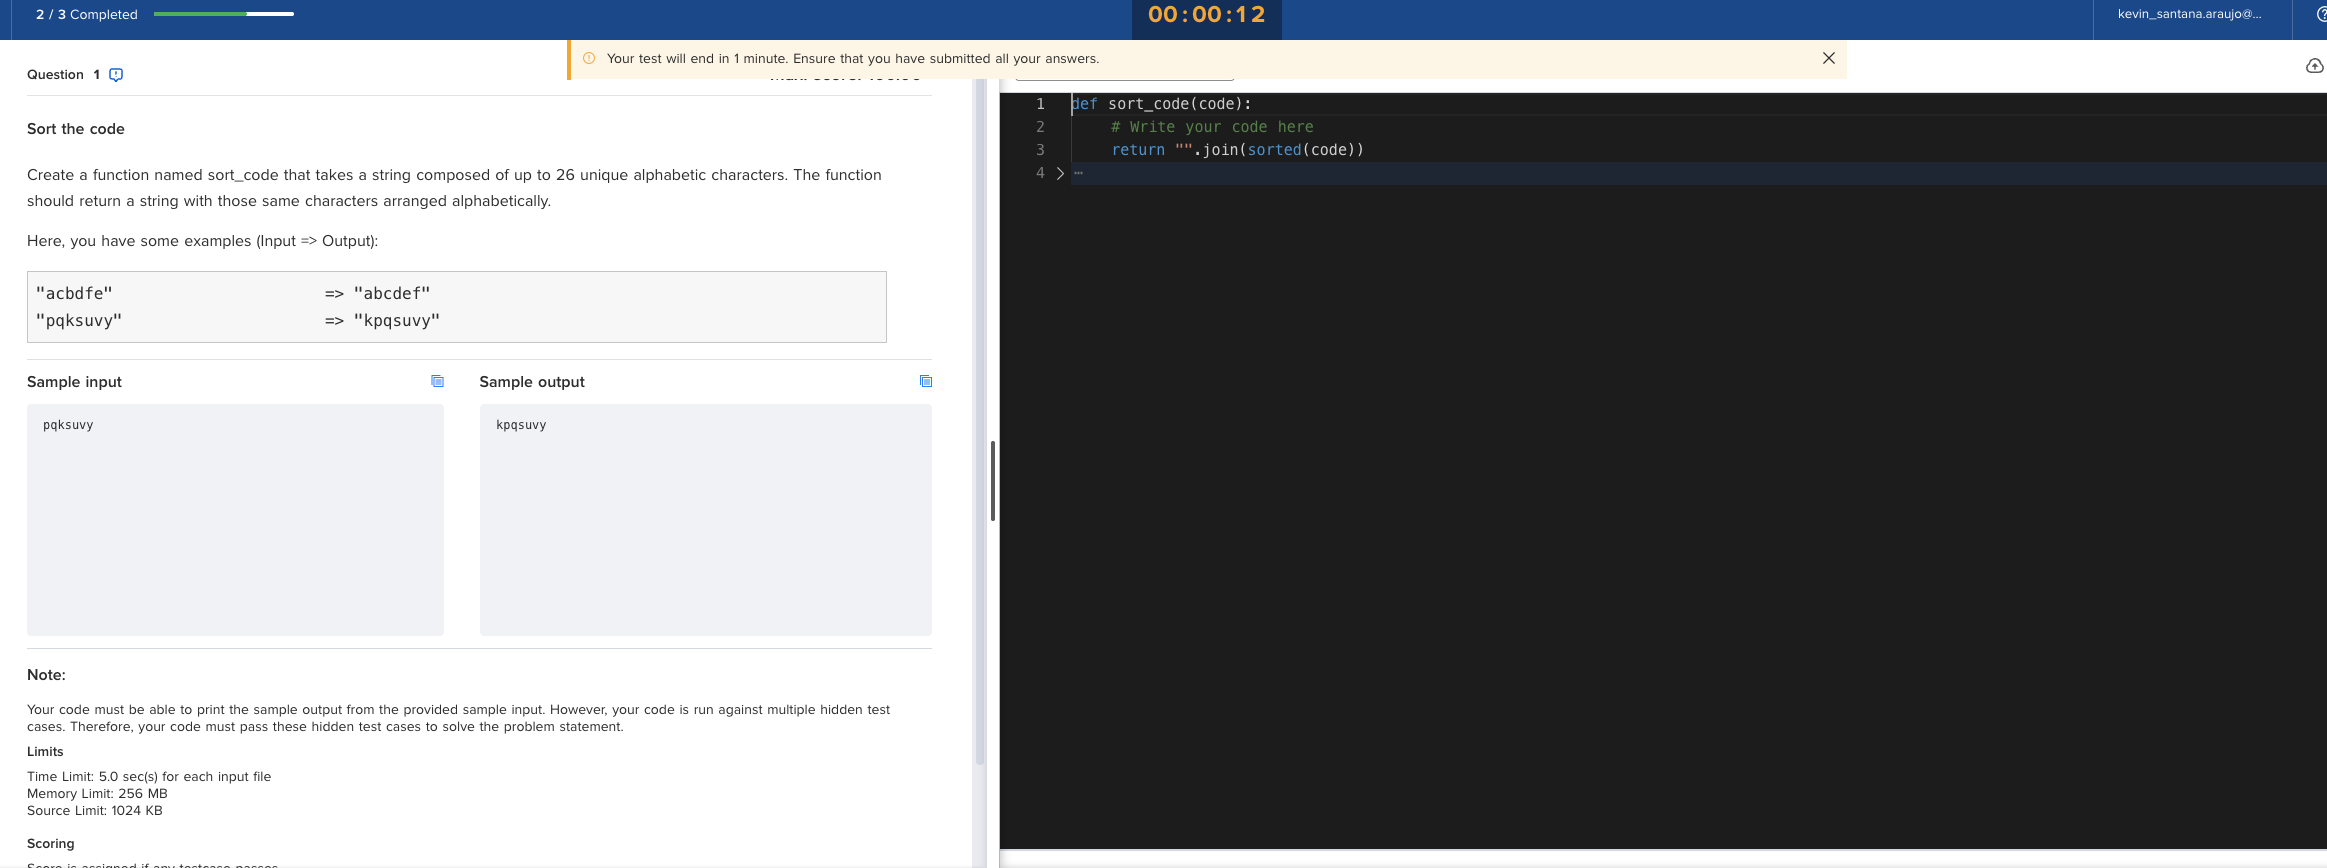 2 / 3 Completed
00:00:12
kevin_santana.araujo@...
Your test will end in 1 minute. Ensure that you have submitted all your answers.
Question 1
Sort the code
Create a function named sort_code that takes a string composed of up to 26 unique alphabetic characters. The function
should return a string with those same characters arranged alphabetically.
Here, you have some examples (Input => Output):
"acbdfe" => "abcdef"
"pqksuvy" => "kpqsuvy"
Sample input
Sample output
pqksuvy
kpqsuvy
Note:
Your code must be able to print the sample output from the provided sample input. However, your code is run against multiple hidden test
cases. Therefore, your code must pass these hidden test cases to solve the problem statement.
Limits
Time Limit: 5.0 sec(s) for each input file
Memory Limit: 256 MB
Source Limit: 1024 KB
Scoring
Score is assigned if any testcase passes
1 def sort_code(code):
2 # Write your code here
3 return "".join(sorted(code))
4 > ⋯